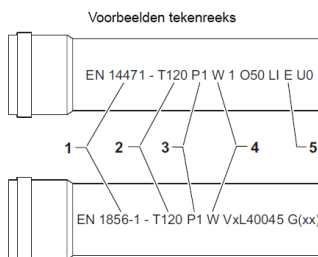 Voorbeelden tekenreeks
EN 14471 - T120 P1 W 1 O50 LI E U0
1 2 3 4 5
EN 1856-1 - T120 P1 W VxL40045 G(xx)